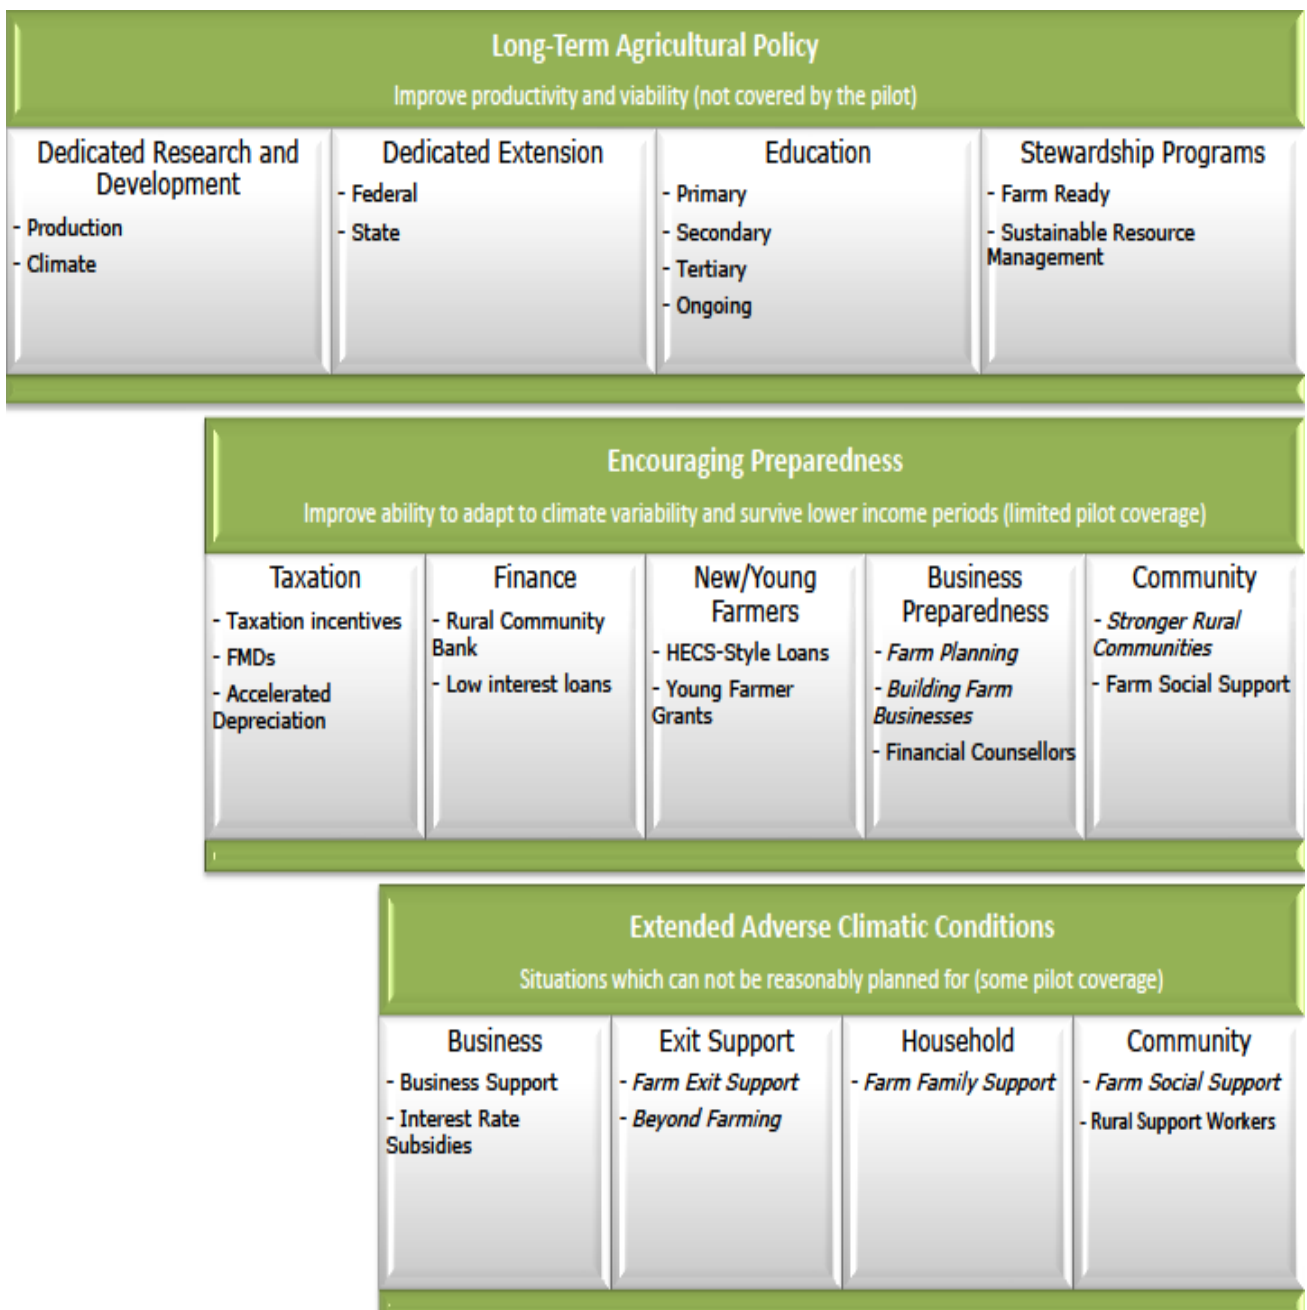 Long-Term Agricultural Policy
Improve productivity and viability (not covered by the pilot)
Dedicated Research and
Development
- Production
- Climate
Dedicated Extension
- Federal
- State
Education
- Primary
- Secondary
- Tertiary
- Ongoing
Stewardship Programs
- Farm Ready
- Sustainable Resource
Management
Encouraging Preparedness
Improve ability to adapt to climate variability and survive lower income periods (limited pilot coverage)
Taxation
- Taxation incentives
- FMDs
- Accelerated
Depreciation
Finance
- Rural Community
Bank
- Low interest loans
New/Young
Farmers
- HECS-Style Loans
- Young Farmer
Grants
Business
Preparedness
- Farm Planning
- Building Farm
Businesses
- Financial Counsellors
Community
- Stronger Rural
Communities
- Farm Social Support
Extended Adverse Climatic Conditions
Situations which can not be reasonably planned for (some pilot coverage)
Business
- Business Support
- Interest Rate
Subsidies
Exit Support
- Farm Exit Support
- Beyond Farming
Household
- Farm Family Support
Community
- Farm Social Support
- Rural Support Workers